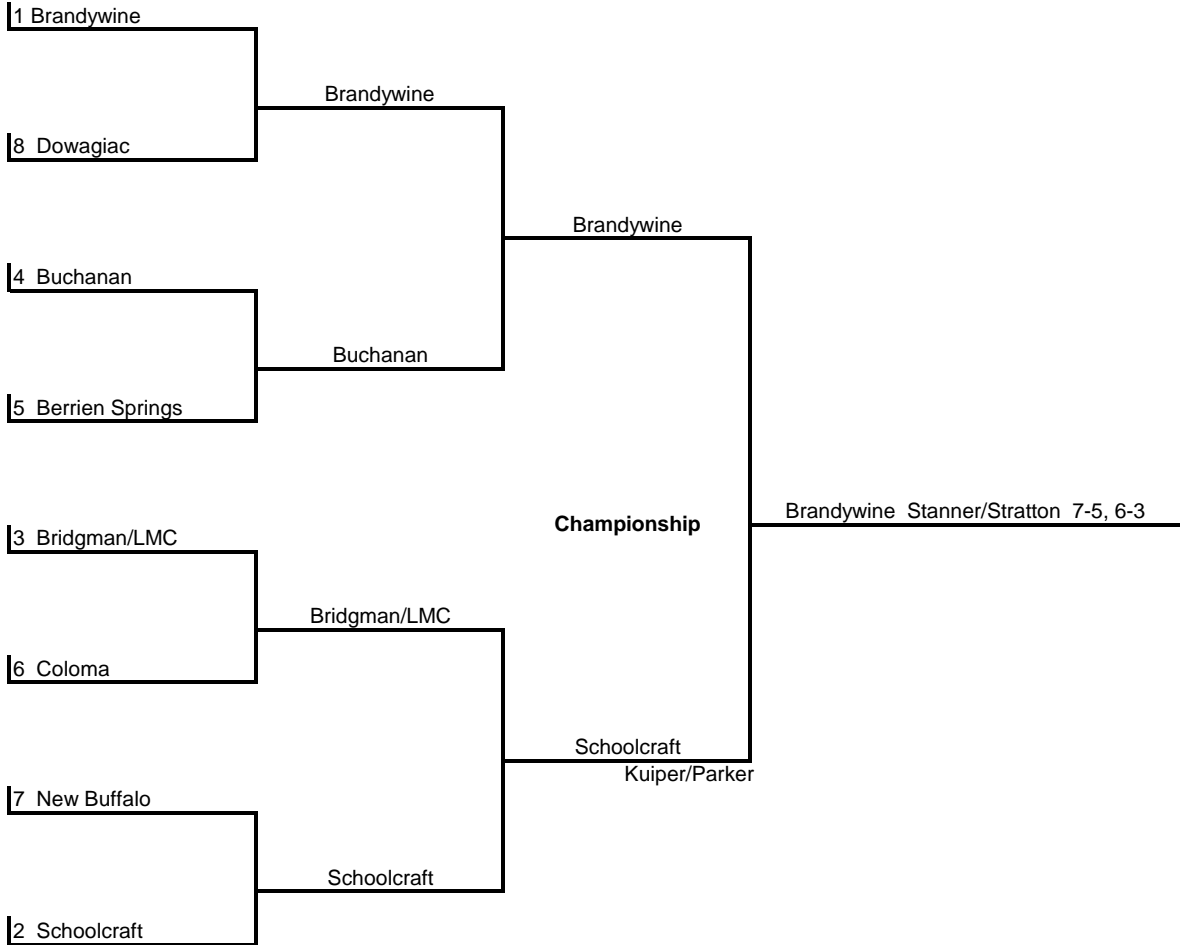 1 Brandywine
Brandywine
8 Dowagiac
Brandywine
4 Buchanan
Buchanan
5 Berrien Springs
Brandywine Stanner/Stratton 7-5, 6-3
Championship
3 Bridgman/LMC
Bridgman/LMC
6 Coloma
Schoolcraft
Kuiper/Parker
7 New Buffalo
Schoolcraft
2 Schoolcraft